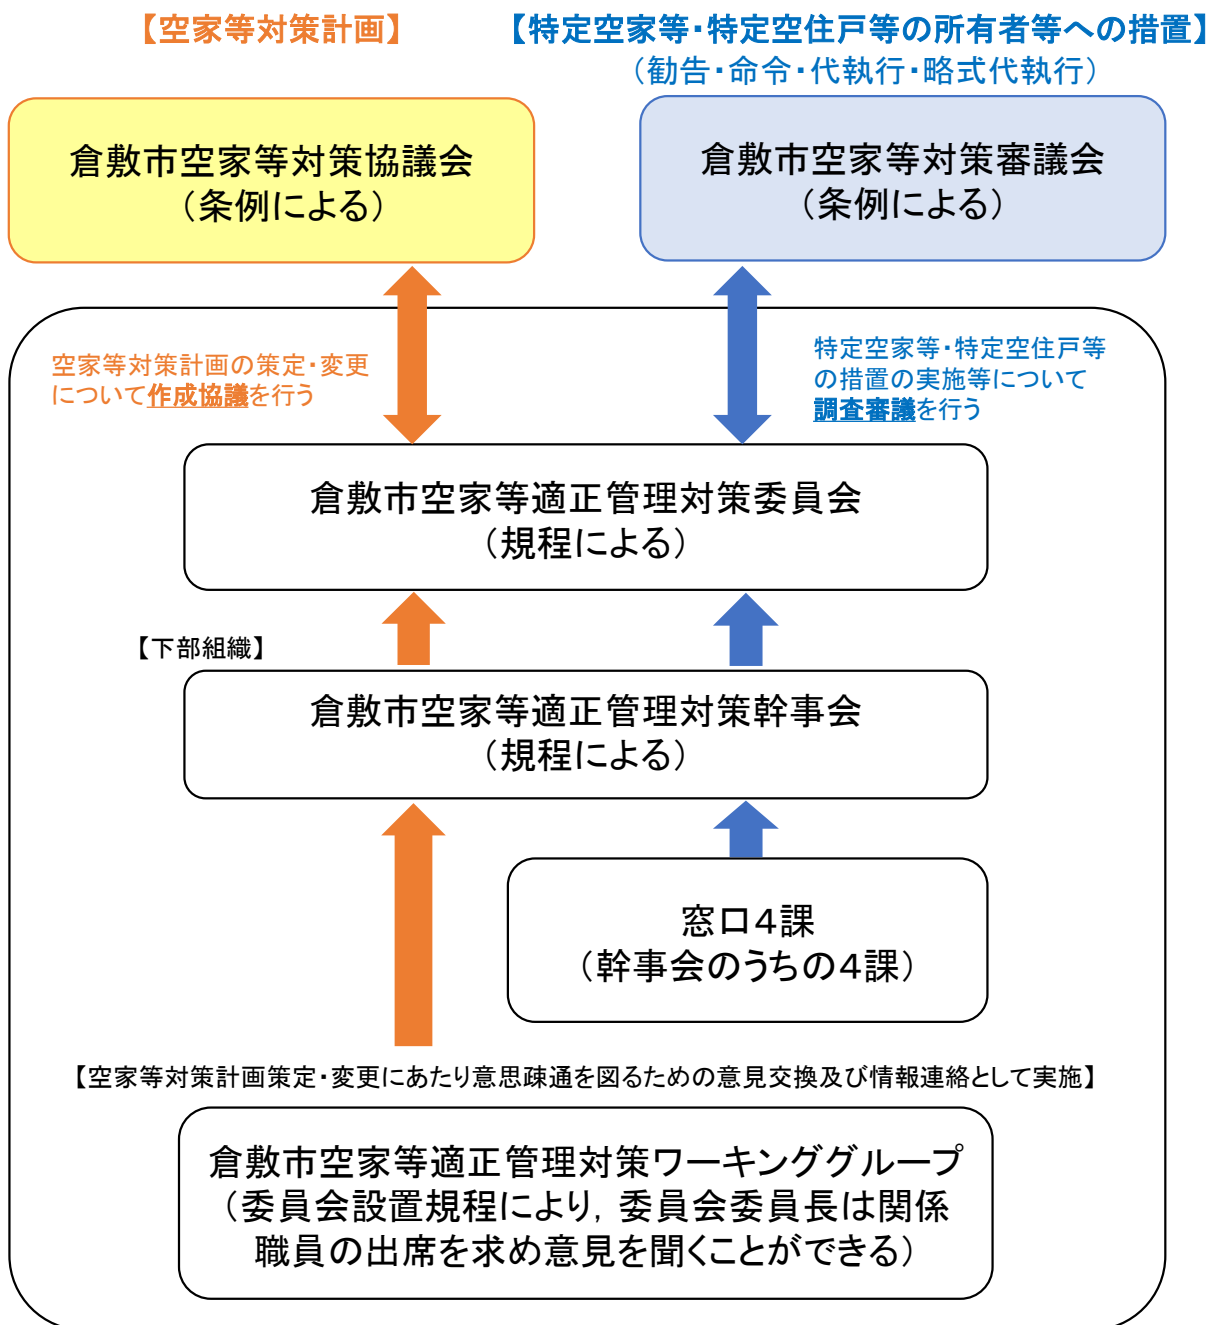 【空家等対策計画】
【特定空家等・特定空住戸等の所有者等への措置】
（勧告・命令・代執行・略式代執行）
倉敷市空家等対策協議会
（条例による）
倉敷市空家等対策審議会
（条例による）
空家等対策計画の策定・変更
について作成協議を行う
特定空家等・特定空住戸等
の措置の実施等について
調査審議を行う
倉敷市空家等適正管理対策委員会
（規程による）
【下部組織】
倉敷市空家等適正管理対策幹事会
（規程による）
窓口４課
（幹事会のうちの４課）
【空家等対策計画策定・変更にあたり意思疎通を図るための意見交換及び情報連絡として実施】
倉敷市空家等適正管理対策ワーキンググループ
（委員会設置規程により，委員会委員長は関係
職員の出席を求め意見を聞くことができる）